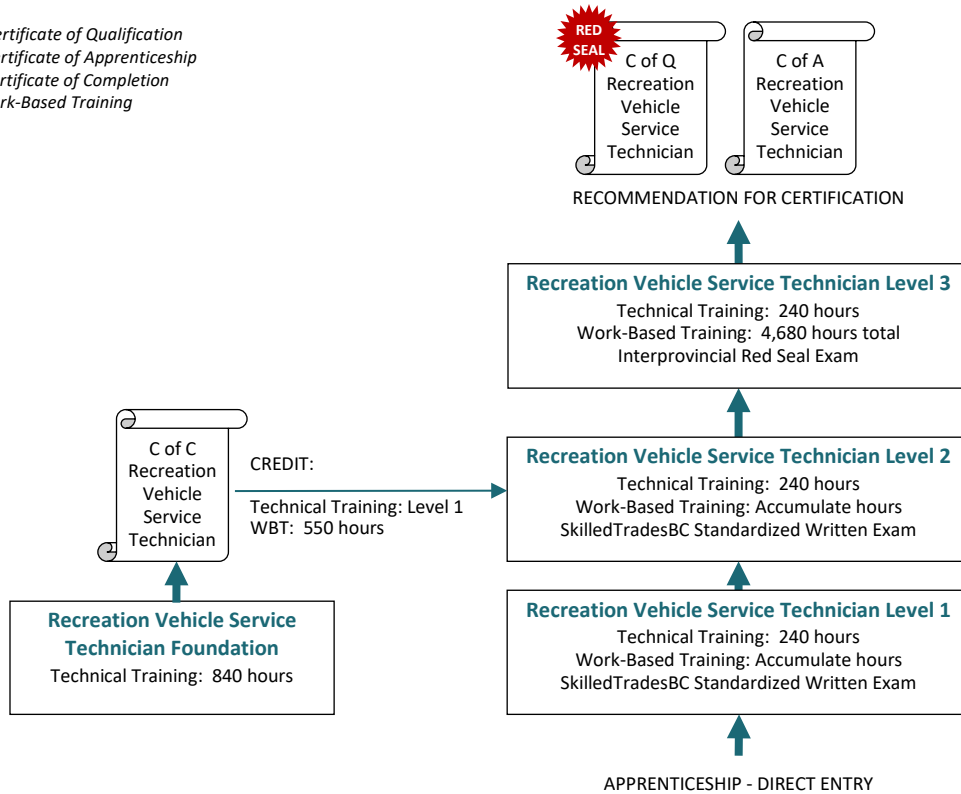 ertificate of Qualification
ertificate of Apprenticeship
ertificate of Completion
rk-Based Training
RED
SEAL
C of Q
Recreation
Vehicle
Service
Technician
C of A
Recreation
Vehicle
Service
Technician
RECOMMENDATION FOR CERTIFICATION
Recreation Vehicle Service Technician Level 3
Technical Training: 240 hours
Work-Based Training: 4,680 hours total
Interprovincial Red Seal Exam
C of C
Recreation
Vehicle
Service
Technician
CREDIT:
Technical Training: Level 1
WBT: 550 hours
Recreation Vehicle Service Technician Level 2
Technical Training: 240 hours
Work-Based Training: Accumulate hours
SkilledTradesBC Standardized Written Exam
Recreation Vehicle Service
Technician Foundation
Technical Training: 840 hours
Recreation Vehicle Service Technician Level 1
Technical Training: 240 hours
Work-Based Training: Accumulate hours
SkilledTradesBC Standardized Written Exam
APPRENTICESHIP - DIRECT ENTRY